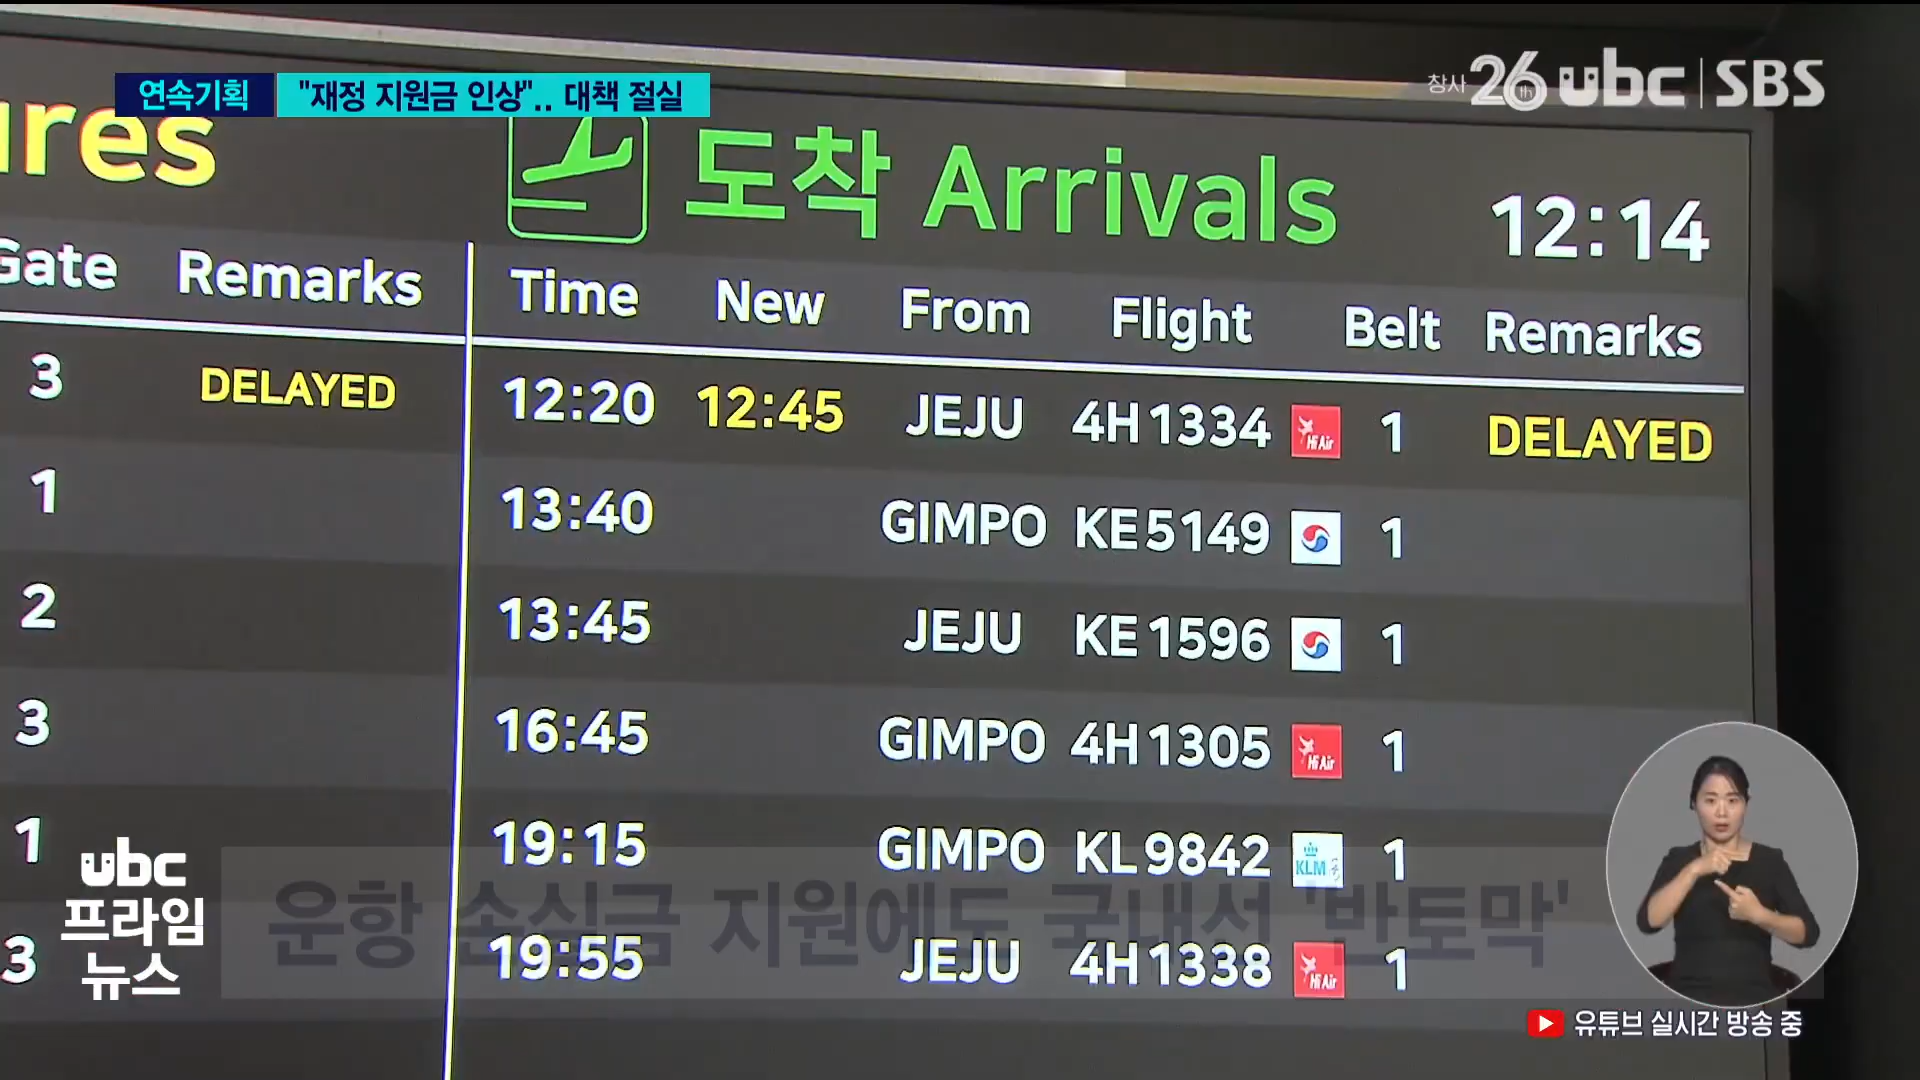 연속기획 "재정 지원금 인상".. 대책 절실
창사 26th ubc SBS
ures
도착 Arrivals 12:14
Gate Remarks
Time New From Flight Belt Remarks
3 DELAYED
12:20 12:45 JEJU 4H1334 Hi Air 1 DELAYED
1
13:40 GIMPO KE5149 1
2
13:45 JEJU KE1596 1
3
16:45 GIMPO 4H1305 Hi Air 1
1
19:15 GIMPO KL9842 KLM 1
3
19:55 JEJU 4H1338 Hi Air 1
ubc
프라임
뉴스
운항 손실금 지원에도 국내선 '반토막'
유튜브 실시간 방송 중